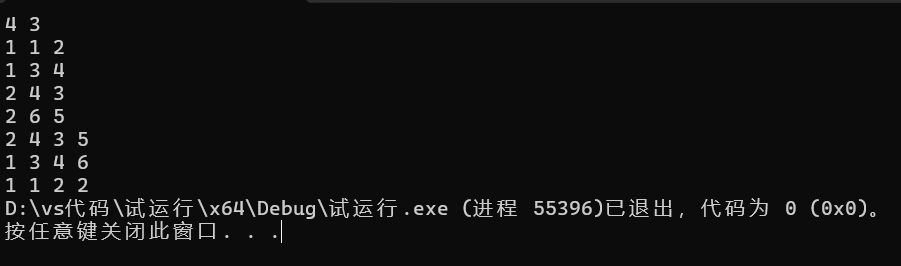 4 3
1 1 2
1 3 4
2 4 3
2 6 5
2 4 3 5
1 3 4 6
1 1 2 2
D:\vs代码\试运行\x64\Debug\试运行.exe (进程 55396)已退出，代码为 0 (0x0)。
按任意键关闭此窗口. . .